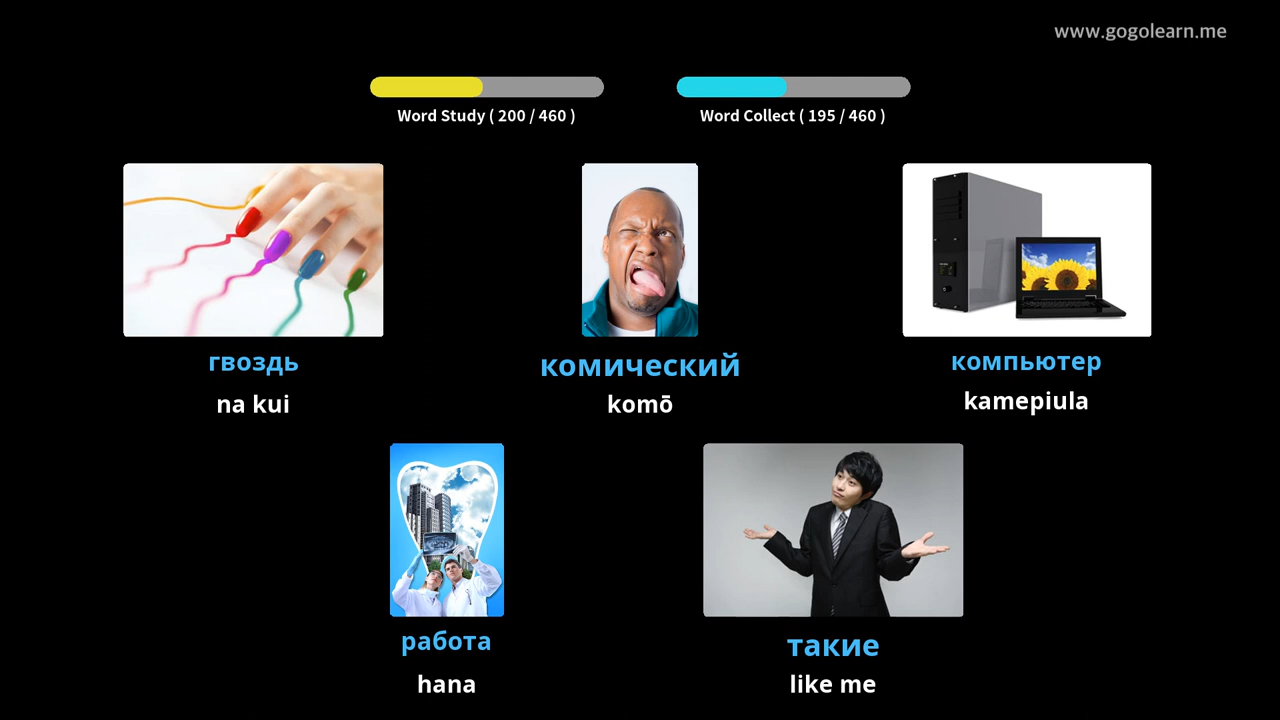 www.gogolearn.me
Word Study ( 200 / 460 )
Word Collect ( 195 / 460 )
гвоздь
na kui
комический
komō
компьютер
kamepiula
работа
hana
такие
like me